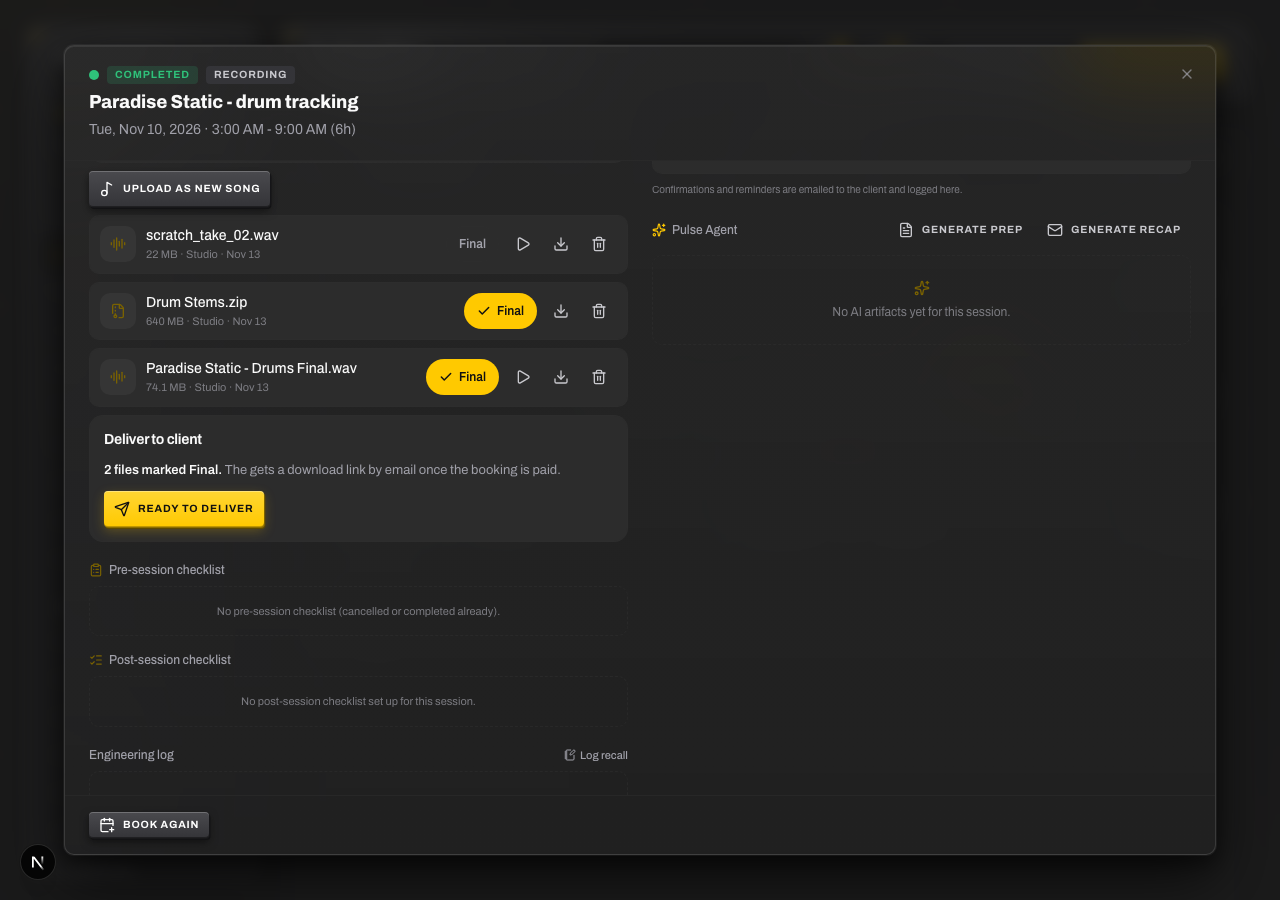 COMPLETED
RECORDING
Paradise Static - drum tracking
Tue, Nov 10, 2026 · 3:00 AM - 9:00 AM (6h)
UPLOAD AS NEW SONG
scratch_take_02.wav
22 MB · Studio · Nov 13
Final
Drum Stems.zip
640 MB · Studio · Nov 13
Final
Paradise Static - Drums Final.wav
74.1 MB · Studio · Nov 13
Final
Deliver to client
2 files marked Final. The gets a download link by email once the booking is paid.
READY TO DELIVER
Pre-session checklist
No pre-session checklist (cancelled or completed already).
Post-session checklist
No post-session checklist set up for this session.
Engineering log
Log recall
Confirmations and reminders are emailed to the client and logged here.
Pulse Agent
GENERATE PREP
GENERATE RECAP
No AI artifacts yet for this session.
BOOK AGAIN
N